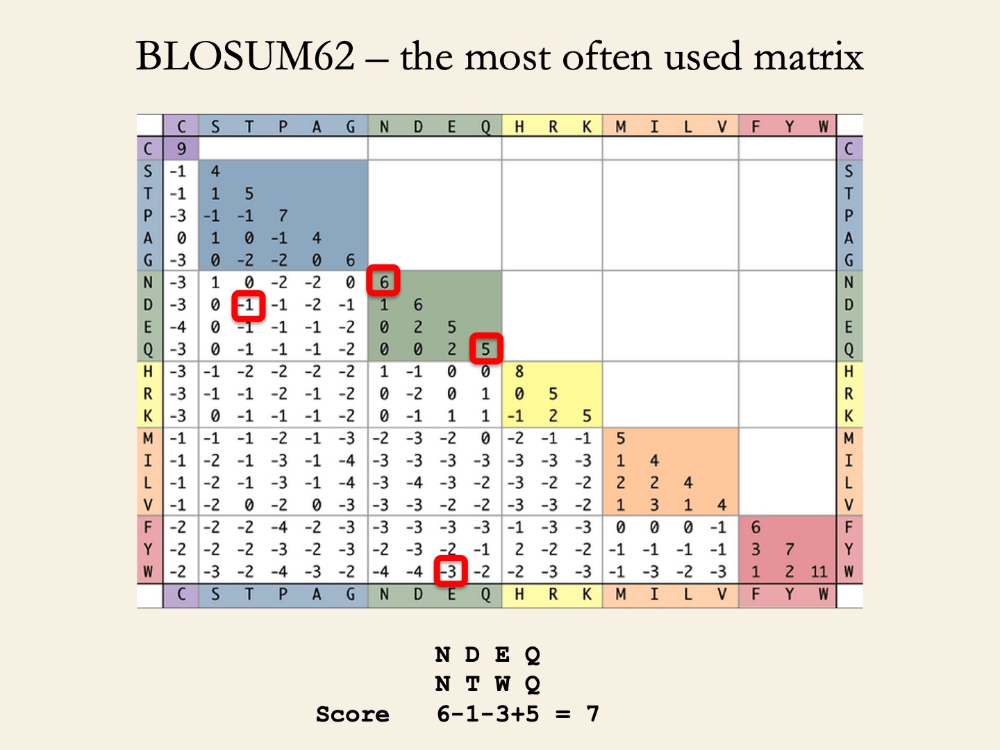 BLOSUM62 – the most often used matrix
C S T P A G N D E Q H R K M I L V F Y W
C 9 C
S -1 4 S
T -1 1 5 T
P -3 -1 -1 7 P
A 0 1 0 -1 4 A
G -3 0 -2 -2 0 6 G
N -3 1 0 -2 -2 0 6 N
D -3 0 -1 -1 -2 -1 1 6 D
E -4 0 -1 -1 -1 -2 0 2 5 E
Q -3 0 -1 -1 -1 -2 0 0 2 5 Q
H -3 -1 -2 -2 -2 -2 1 -1 0 0 8 H
R -3 -1 -1 -2 -1 -2 0 -2 0 1 0 5 R
K -3 0 -1 -1 -1 -2 0 -1 1 1 -1 2 5 K
M -1 -1 -1 -2 -1 -3 -2 -3 -2 0 -2 -1 -1 5 M
I -1 -2 -1 -3 -1 -4 -3 -3 -3 -3 -3 -3 -3 1 4 I
L -1 -2 -1 -3 -1 -4 -3 -4 -3 -2 -3 -2 -2 2 2 4 L
V -1 -2 0 -2 0 -3 -3 -3 -2 -2 -3 -3 -2 1 3 1 4 V
F -2 -2 -2 -4 -2 -3 -3 -3 -3 -3 -1 -3 -3 0 0 0 -1 6 F
Y -2 -2 -2 -3 -2 -3 -2 -3 -2 -1 2 -2 -2 -1 -1 -1 -1 3 7 Y
W -2 -3 -2 -4 -3 -2 -4 -4 -3 -2 -2 -3 -3 -1 -3 -2 -3 1 2 11 W
C S T P A G N D E Q H R K M I L V F Y W
N D E Q
N T W Q
Score 6-1-3+5 = 7